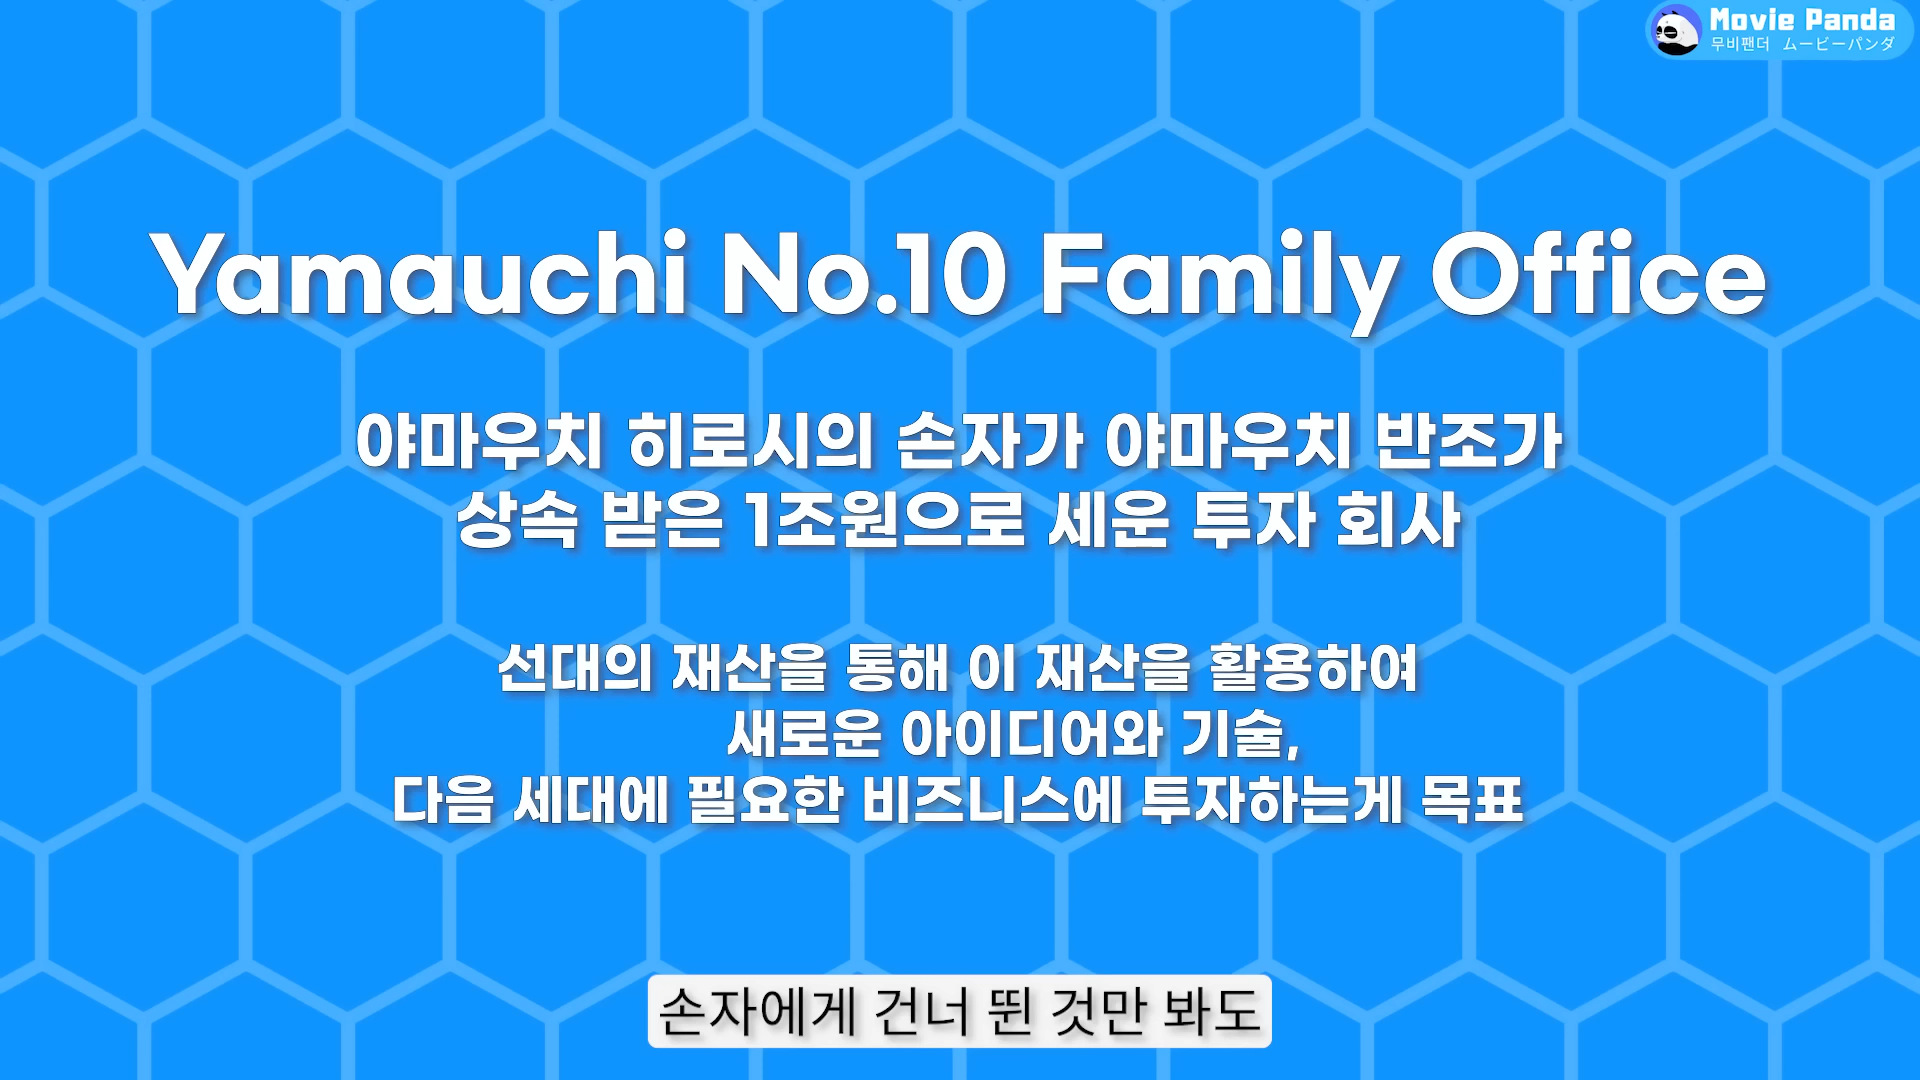 Movie Panda
무비팬더 ムービーパンダ
Yamauchi No.10 Family Office
야마우치 히로시의 손자가 야마우치 반조가
상속 받은 1조원으로 세운 투자 회사
선대의 재산을 통해 이 재산을 활용하여
새로운 아이디어와 기술,
다음 세대에 필요한 비즈니스에 투자하는게 목표
손자에게 건너 뛴 것만 봐도